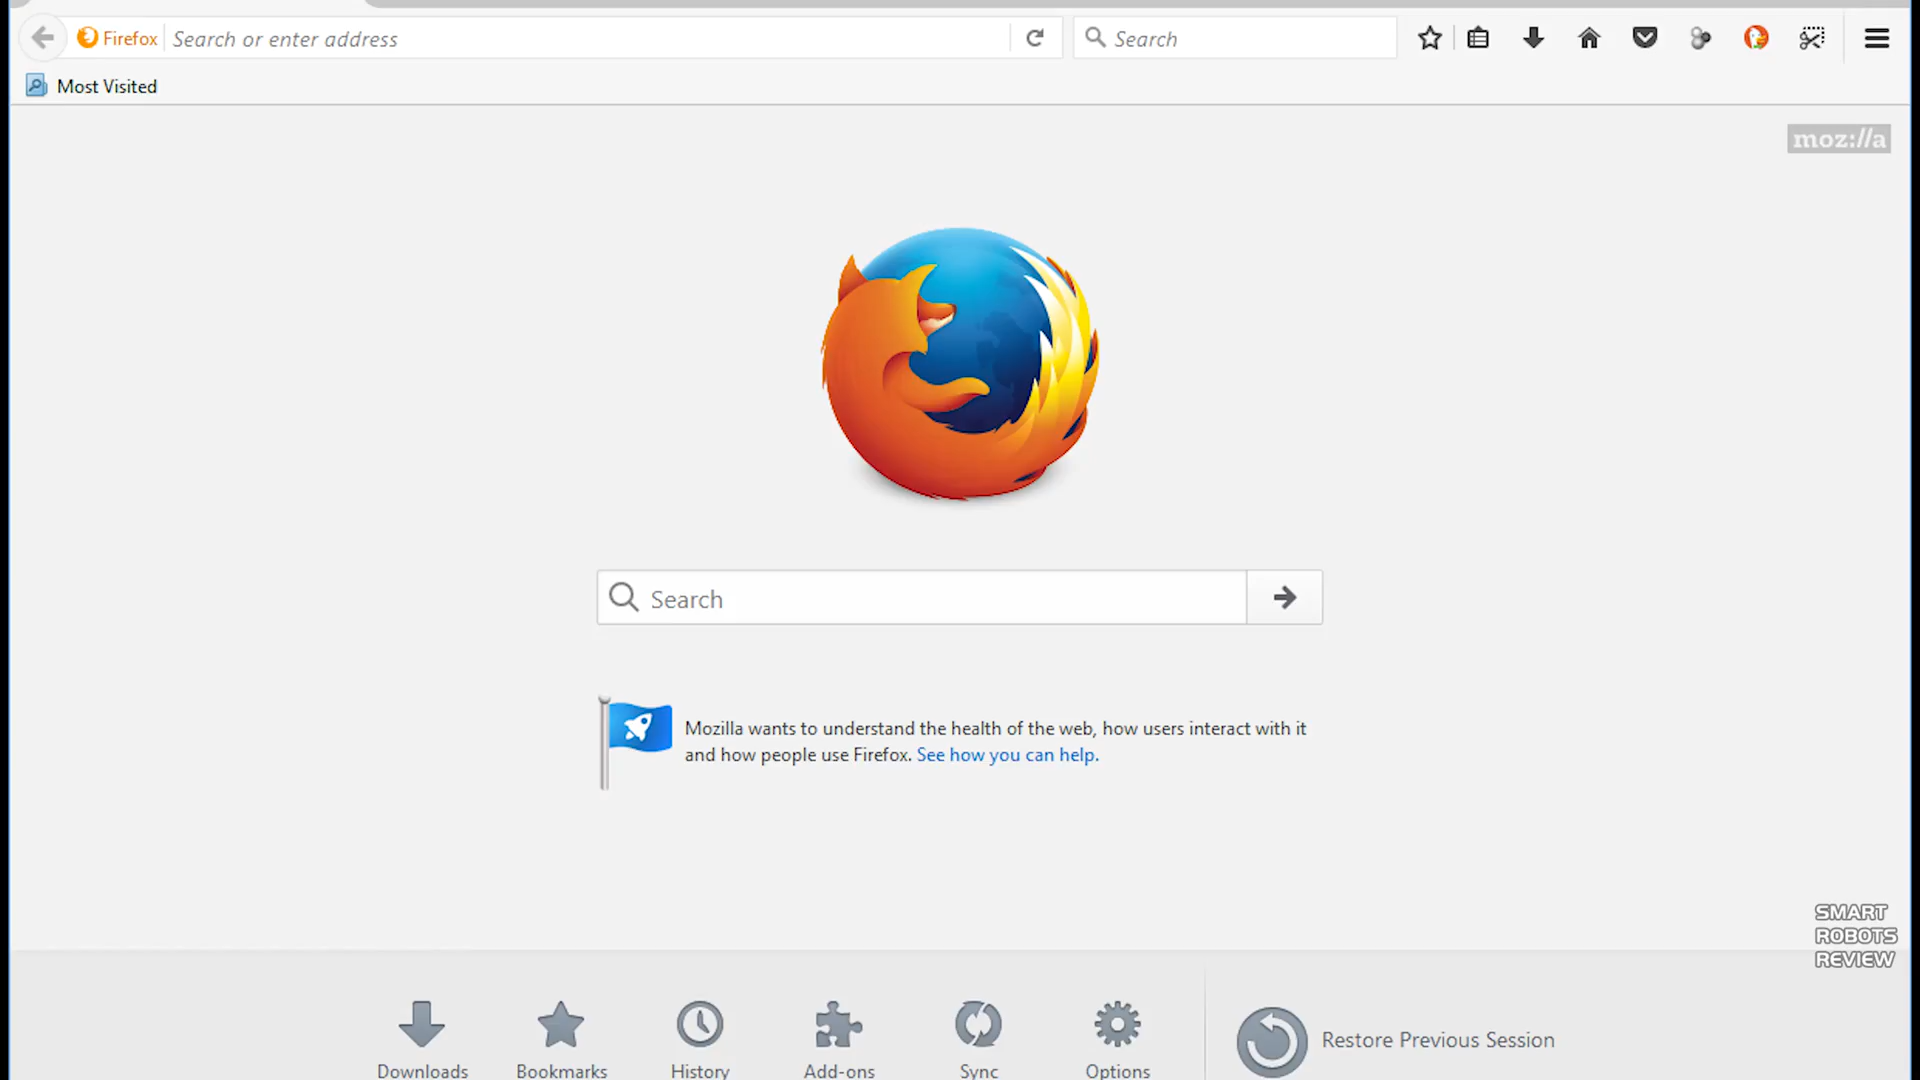 Firefox
Search or enter address
Search
Most Visited
moz://a
Search
Mozilla wants to understand the health of the web, how users interact with it
and how people use Firefox. See how you can help.
SMART
ROBOTS
REVIEW
Downloads
Bookmarks
History
Add-ons
Sync
Options
Restore Previous Session